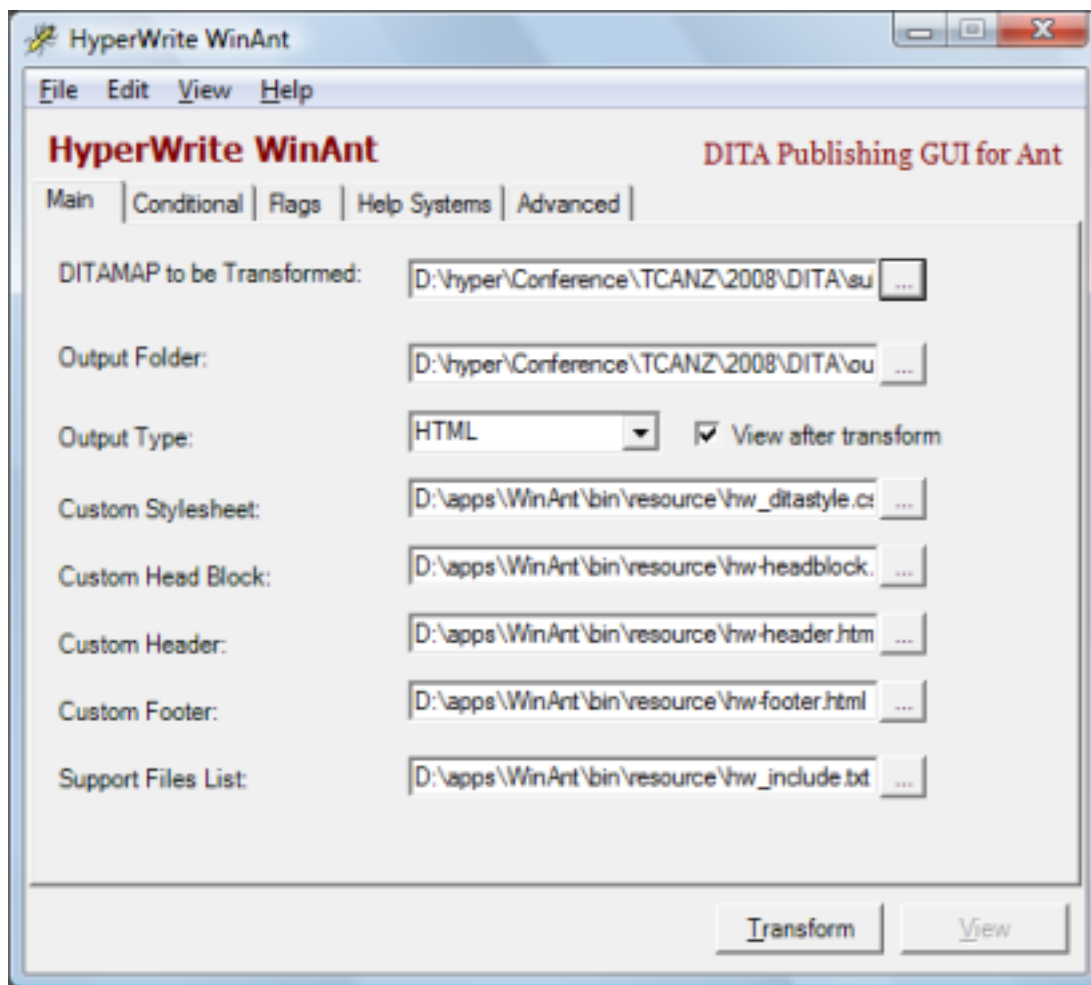 HyperWrite WinAnt
File Edit View Help
HyperWrite WinAnt DITA Publishing GUI for Ant
Main Conditional Flags Help Systems Advanced
DITAMAP to be Transformed: D:\hyper\Conference\TCANZ\2008\DITA\su ...
Output Folder: D:\hyper\Conference\TCANZ\2008\DITA\ou ...
Output Type: HTML View after transform
Custom Stylesheet: D:\apps\WinAnt\bin\resource\hw_ditastyle.cs ...
Custom Head Block: D:\apps\WinAnt\bin\resource\hw-headblock. ...
Custom Header: D:\apps\WinAnt\bin\resource\hw-header.htm ...
Custom Footer: D:\apps\WinAnt\bin\resource\hw-footer.html ...
Support Files List: D:\apps\WinAnt\bin\resource\hw_include.txt ...
Transform View